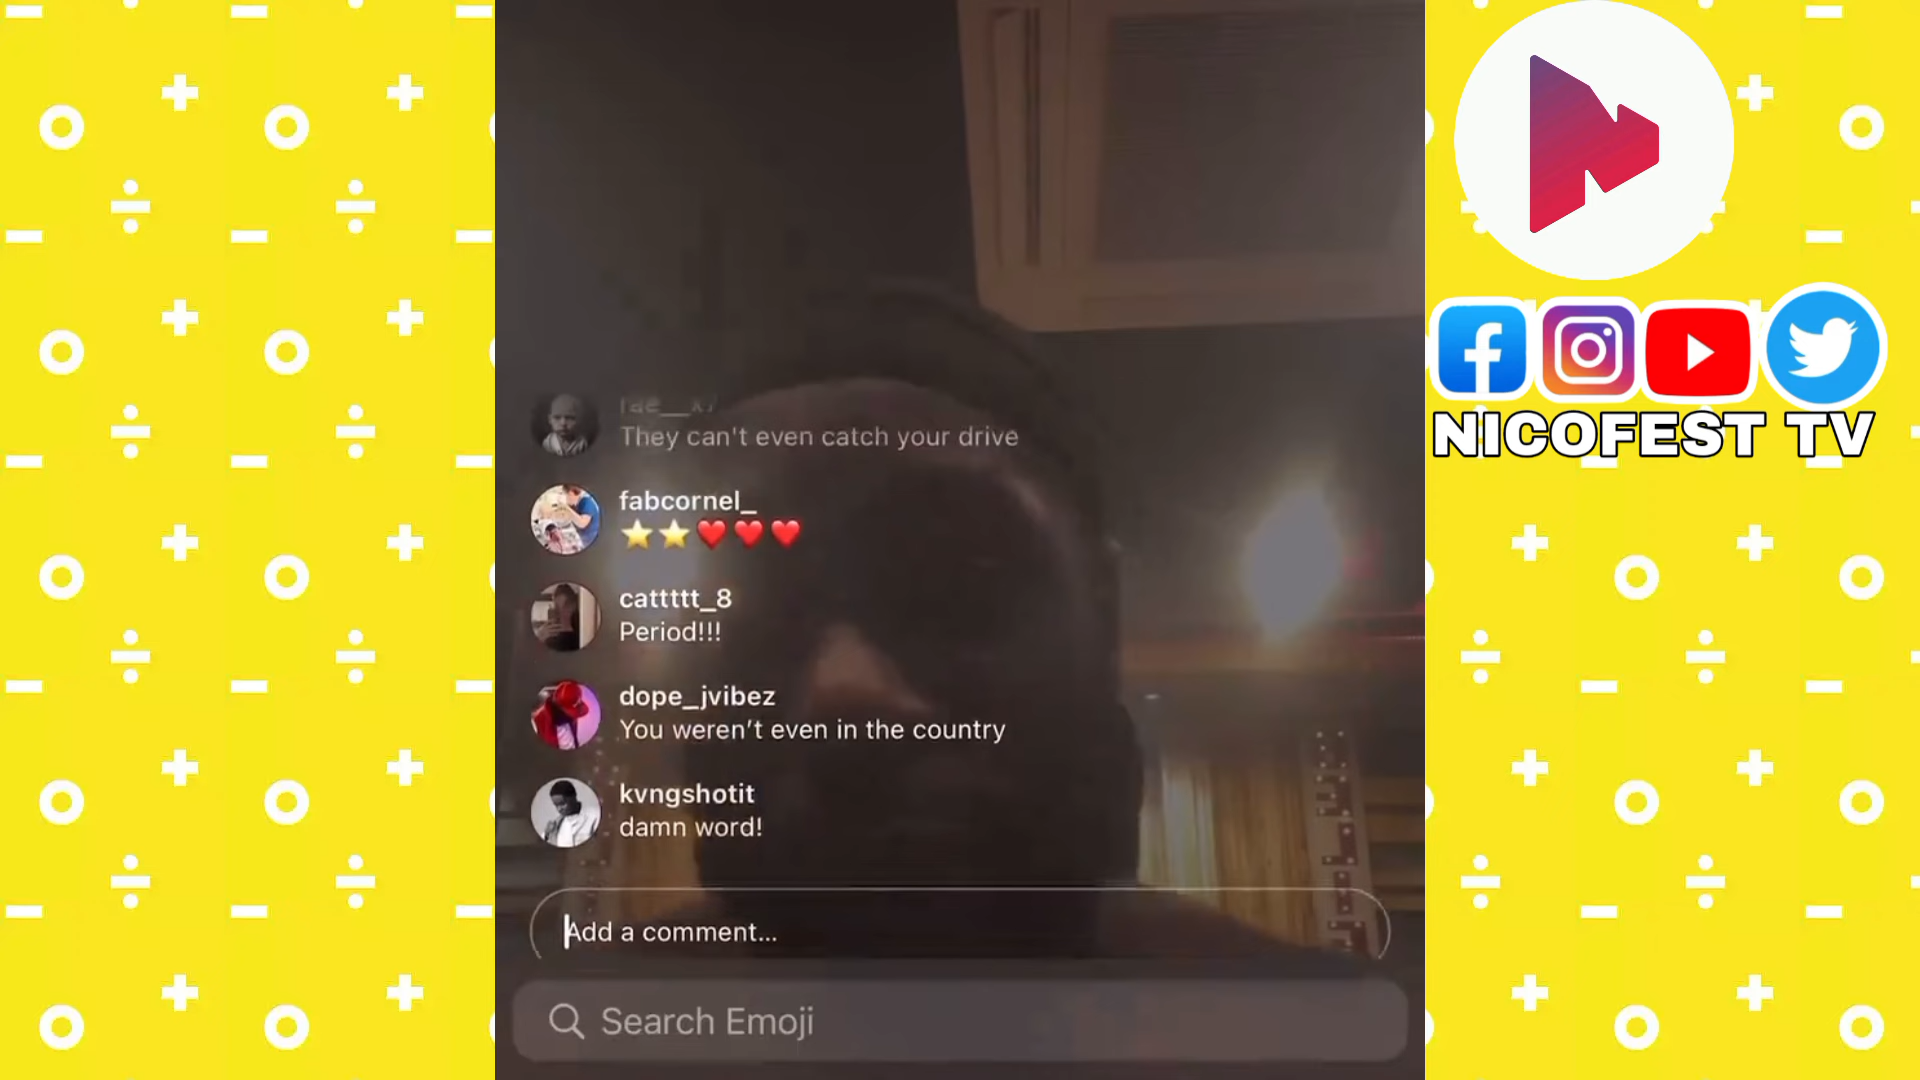 They can't even catch your drive
fabcornel_
cattttt_8
Period!!!
dope_jvibez
You weren't even in the country
kvngshotit
damn word!
Add a comment...
Search Emoji
NICOFEST TV